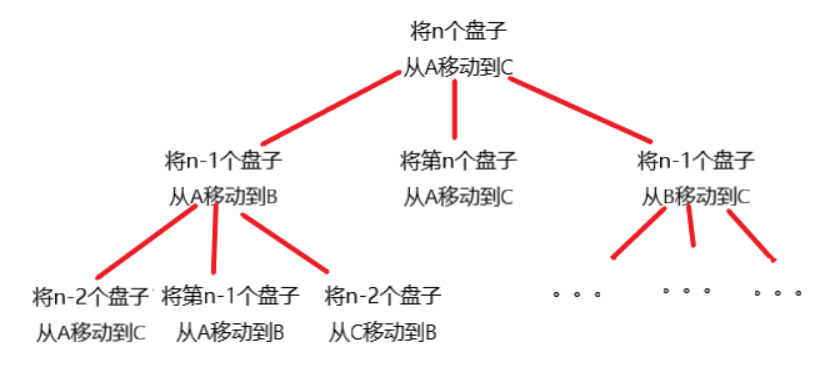 将n个盘子
从A移动到C
将n-1个盘子
从A移动到B
将第n个盘子
从A移动到C
将n-1个盘子
从B移动到C
将n-2个盘子
从A移动到C
将第n-1个盘子
从A移动到B
将n-2个盘子
从C移动到B
。。。
。。。
。。。